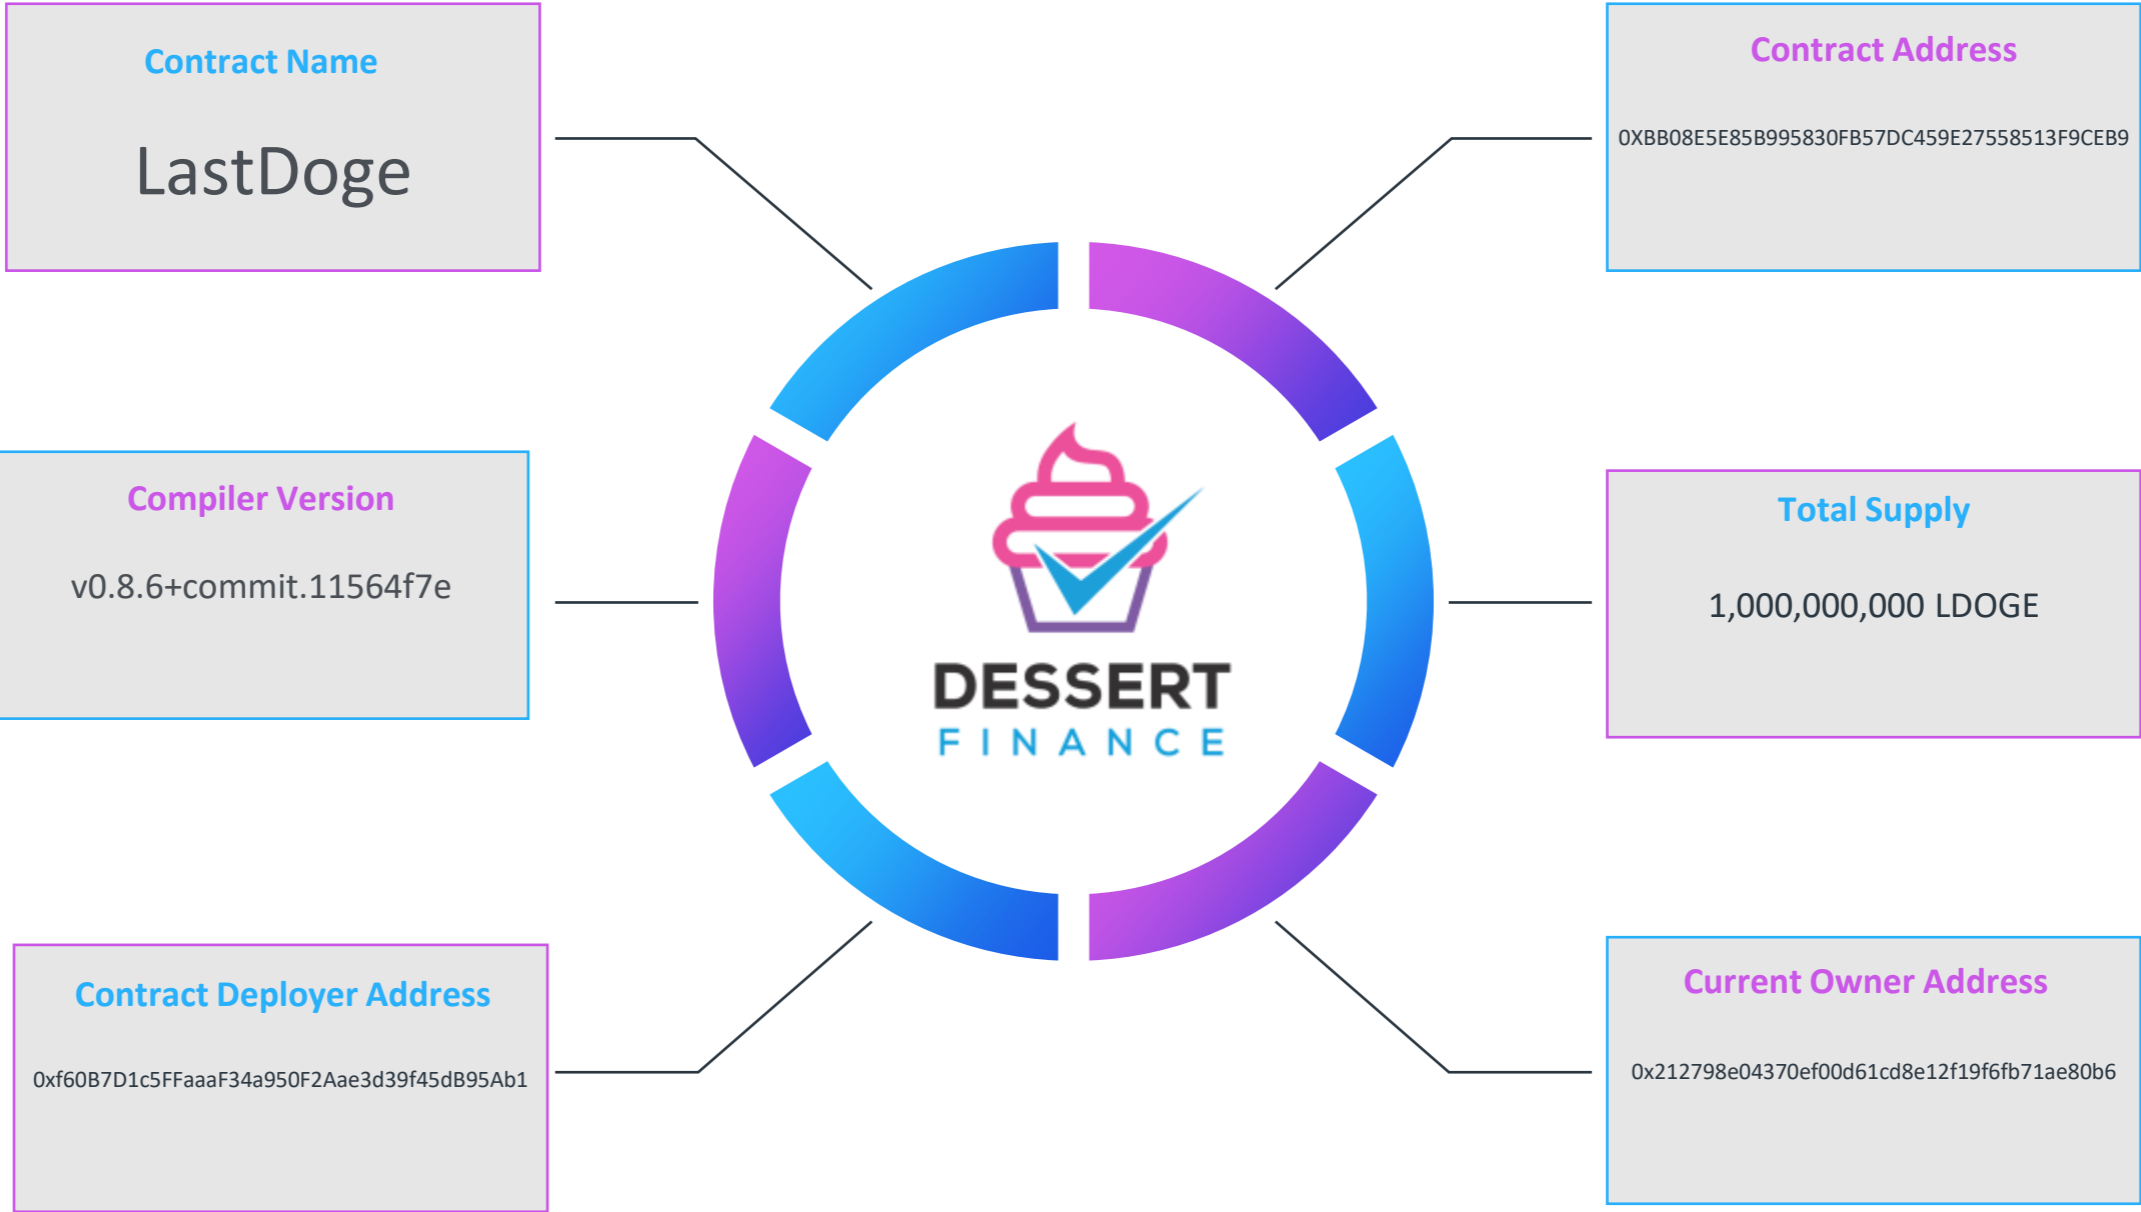 Contract Name
LastDoge
Contract Address
0XBB08E5E85B995830FB57DC459E27558513F9CEB9
Compiler Version
v0.8.6+commit.11564f7e
DESSERT
FINANCE
Total Supply
1,000,000,000 LDOGE
Contract Deployer Address
0xf60B7D1c5FFaaaF34a950F2Aae3d39f45dB95Ab1
Current Owner Address
0x212798e04370ef00d61cd8e12f19f6fb71ae80b6